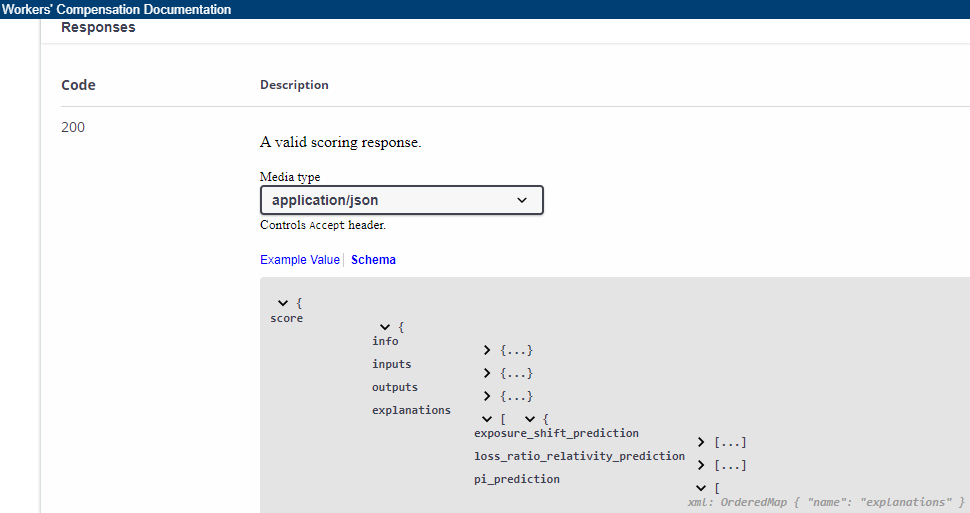 Workers' Compensation Documentation
Responses
Code Description
200
A valid scoring response.
Media type
application/json
Controls Accept header.
Example Value Schema
{
score
{
info
{...}
inputs
{...}
outputs
{...}
explanations
[ {
exposure_shift_prediction
[...]
loss_ratio_relativity_prediction
[...]
pi_prediction
[
xml: OrderedMap { "name": "explanations" }